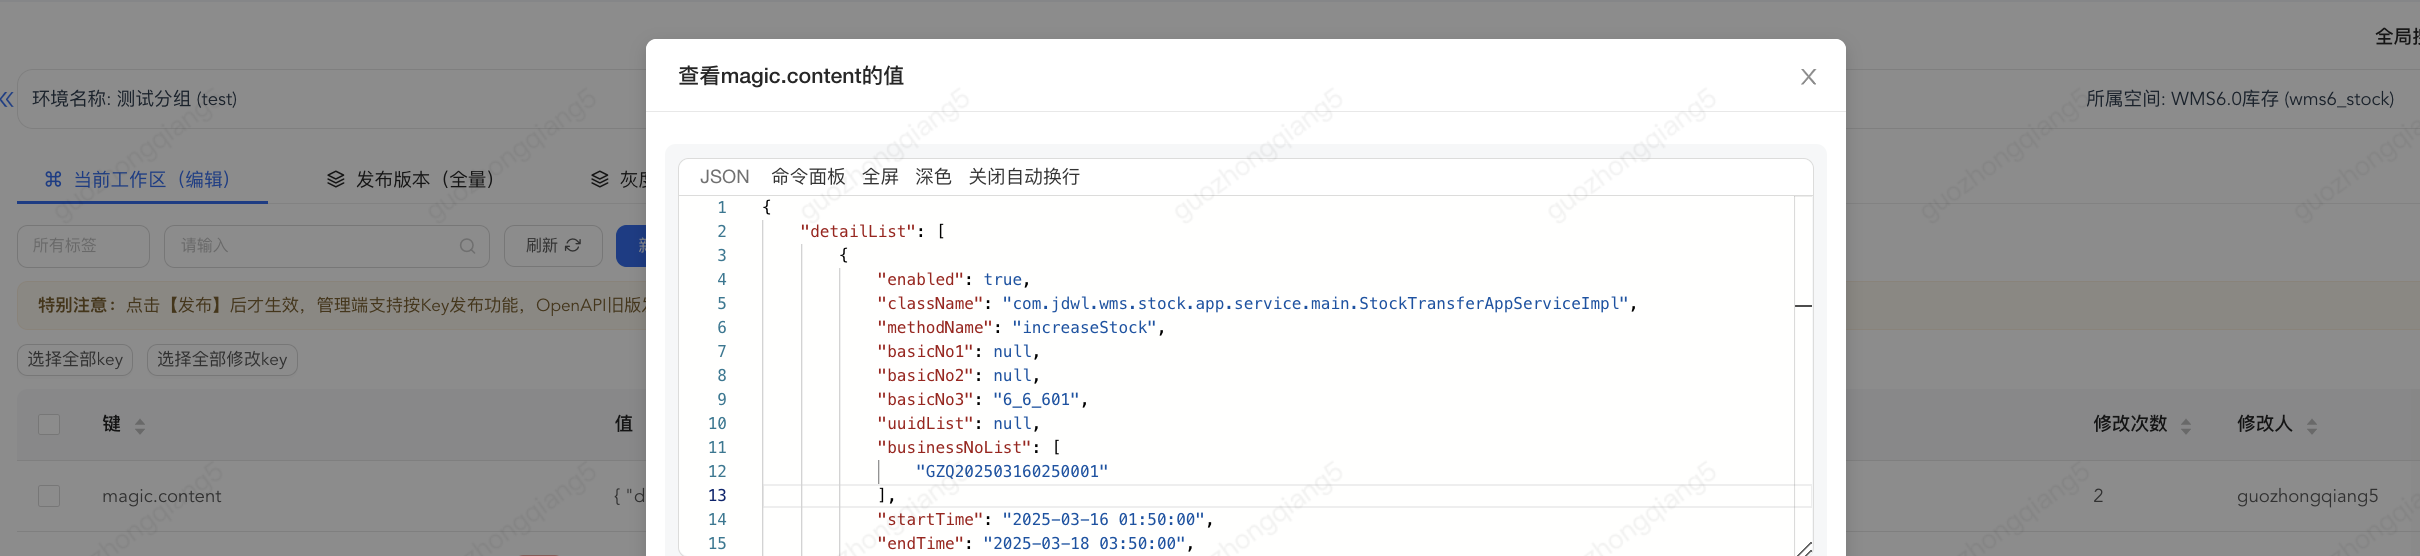 全局
查看magic.content的值
环境名称: 测试分组 (test)
所属空间: WMS6.0库存 (wms6_stock)
当前工作区（编辑）
发布版本（全量）
JSON 命令面板 全屏 深色 关闭自动换行
所有标签
请输入
刷新
特别注意：点击【发布】后才生效，管理端支持按Key发布功能，OpenAPI旧版
选择全部key
选择全部修改key
键
值
修改次数
修改人
magic.content
{ "d
2
guozhongqiang5
1 {
2 "detailList": [
3 {
4 "enabled": true,
5 "className": "com.jdwl.wms.stock.app.service.main.StockTransferAppServiceImpl",
6 "methodName": "increaseStock",
7 "basicNo1": null,
8 "basicNo2": null,
9 "basicNo3": "6_6_601",
10 "uuidList": null,
11 "businessNoList": [
12 "GZQ202503160250001"
13 ],
14 "startTime": "2025-03-16 01:50:00",
15 "endTime": "2025-03-18 03:50:00",
guozhongqiang5